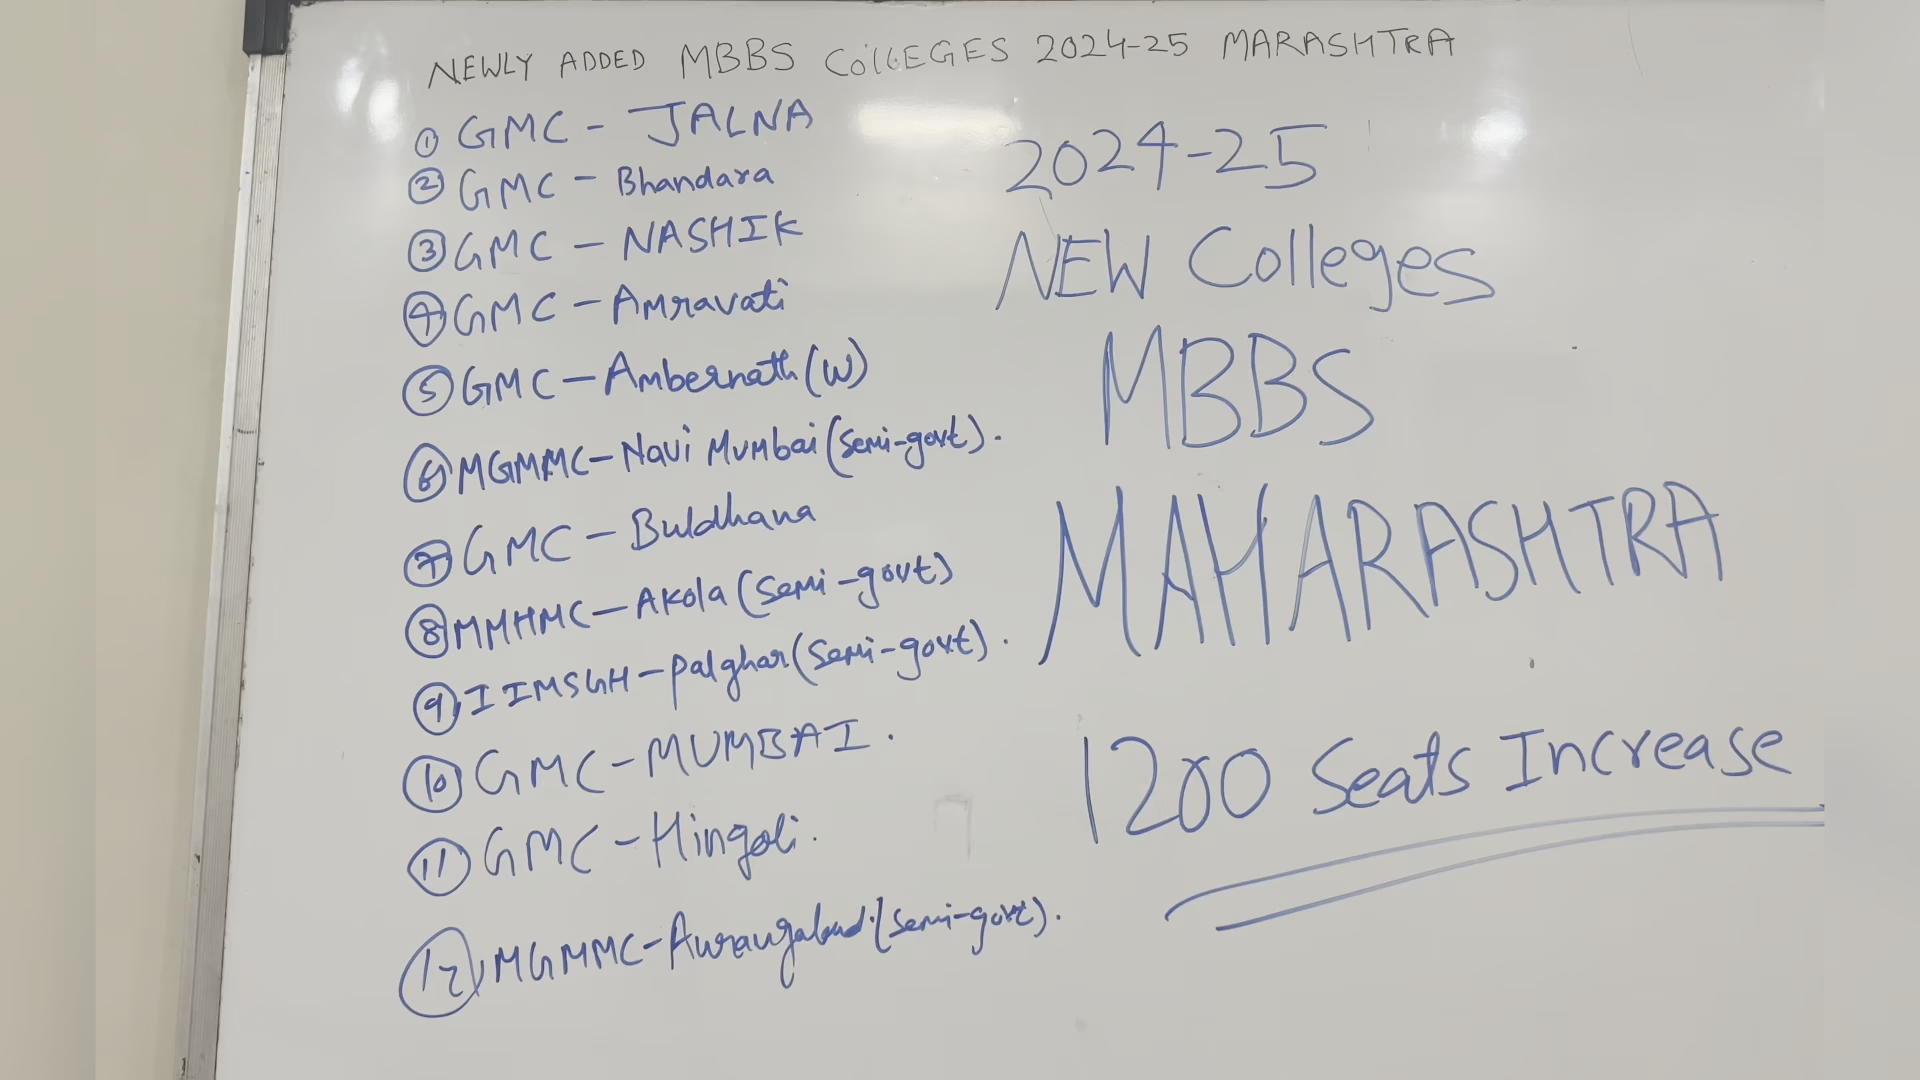 NEWLY ADDED MBBS COllEGES 2024-25 MARASHTRA
① GMC - JALNA
② GMC - Bhandara
③ GMC - NASHIK
④ GMC - Amravati
⑤ GMC - Ambernath (W)
⑥ MGMMC - Navi Mumbai (Semi-govt).
⑦ GMC - Buldhana
⑧ MMHMC - Akola (Semi-govt)
⑨ IIMSGH - palghar (Semi-govt).
⑩ GMC - MUMBAI.
⑪ GMC - Hingoli.
⑫ MGMMC - Aurangabad. (Semi-govt).
2024-25
NEW Colleges
MBBS
MAHARASHTRA
1200 Seats Increase